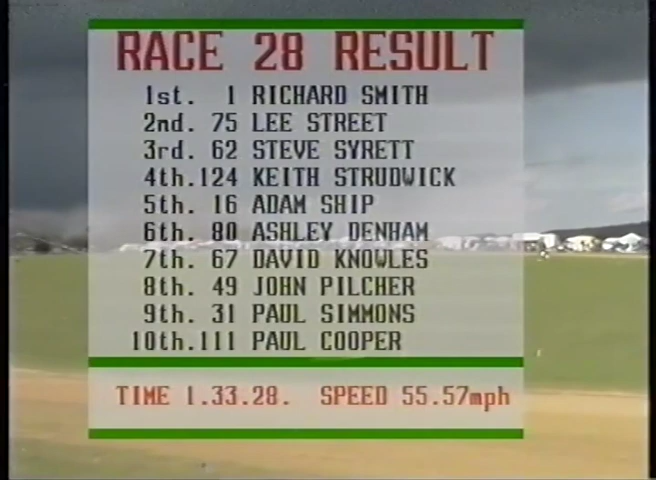 RACE 28 RESULT
1st. 1 RICHARD SMITH
2nd. 75 LEE STREET
3rd. 62 STEVE SYRETT
4th.124 KEITH STRUDWICK
5th. 16 ADAM SHIP
6th. 80 ASHLEY DENHAM
7th. 67 DAVID KNOWLES
8th. 49 JOHN PILCHER
9th. 31 PAUL SIMMONS
10th.111 PAUL COOPER
TIME 1.33.28. SPEED 55.57mph